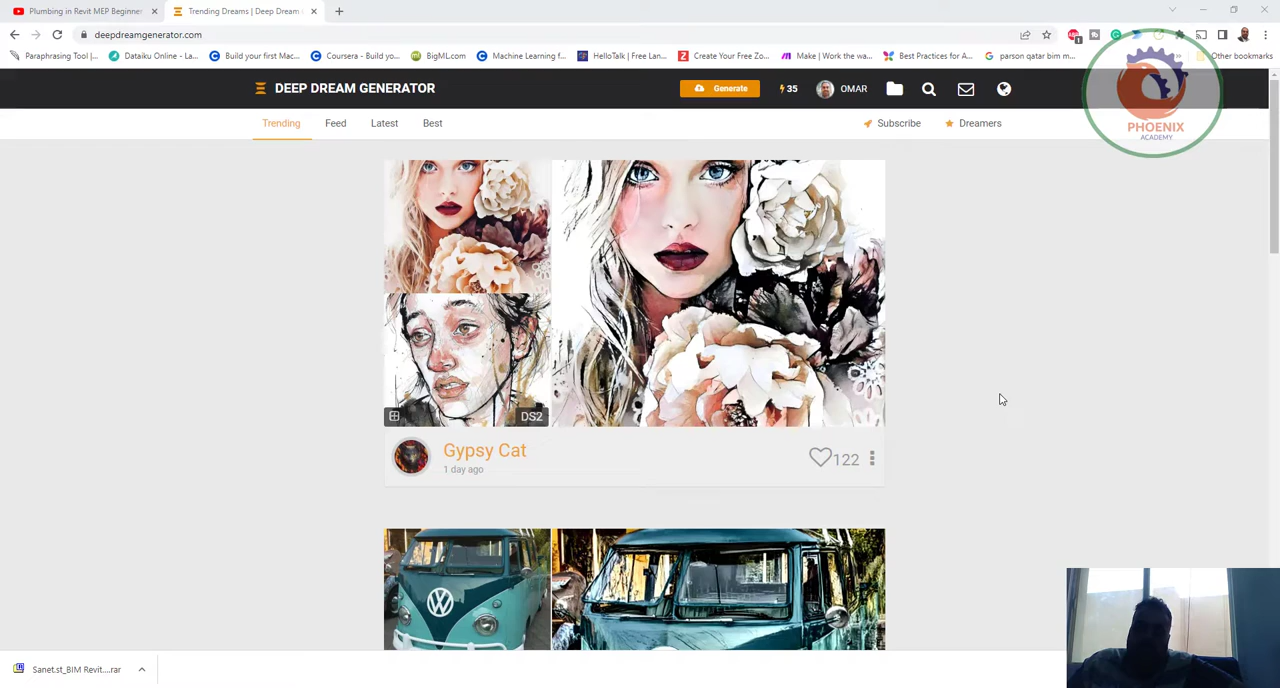 Plumbing in Revit MEP Beginner
Trending Dreams | Deep Dream G
deepdreamgenerator.com
Paraphrasing Tool |...
Dataiku Online - La...
Build your first Mac...
Coursera - Build yo...
BigML.com
Machine Learning f...
HelloTalk | Free Lan...
Create Your Free Zo...
Make | Work the wa...
Best Practices for A...
parson qatar bim m...
Other bookmarks
DEEP DREAM GENERATOR
Generate
35
OMAR
PHOENIX
ACADEMY
Trending
Feed
Latest
Best
Subscribe
Dreamers
DS2
Gypsy Cat
1 day ago
122
Sanet.st_BIM Revit....rar